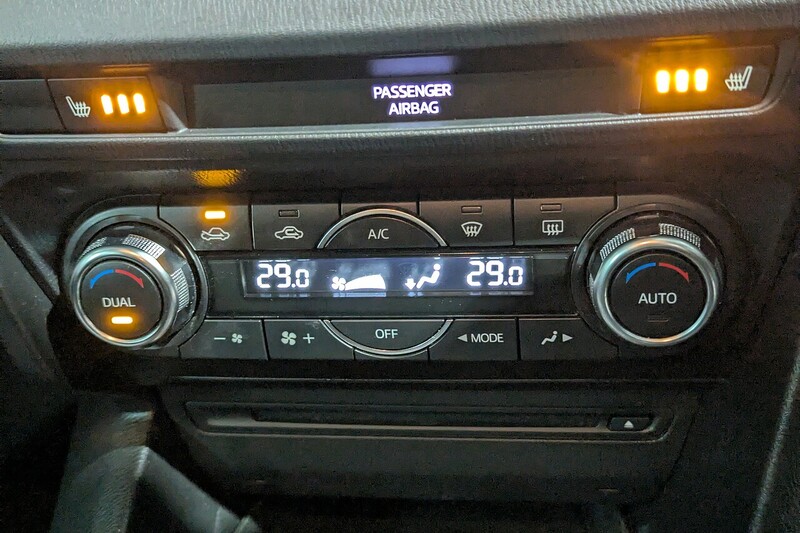 PASSENGER
AIRBAG
A/C
29.0 29.0
DUAL
AUTO
OFF
MODE